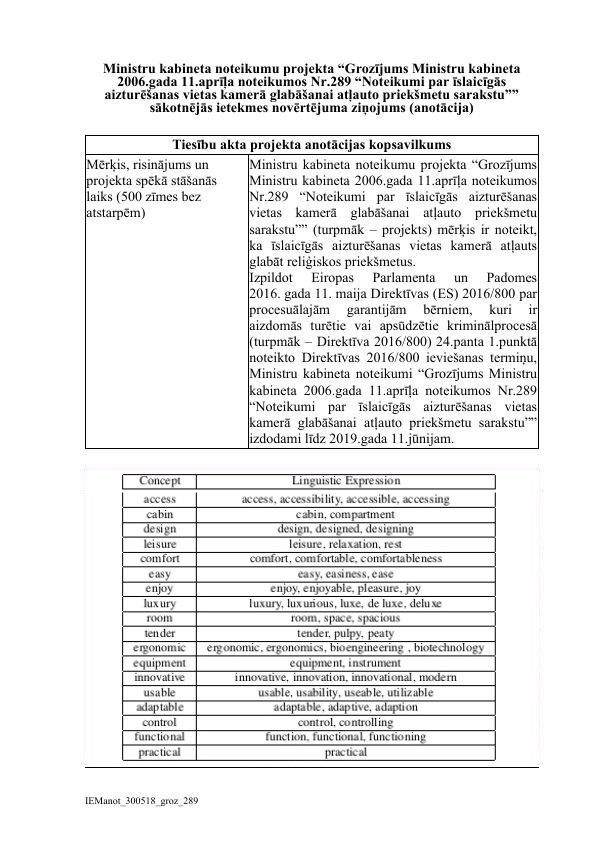 Ministru kabineta noteikumu projekta “Grozījums Ministru kabineta
2006.gada 11.aprīļa noteikumos Nr.289 “Noteikumi par īslaicīgās
aizturēšanas vietas kamerā glabāšanai atļauto priekšmetu sarakstu””
sākotnējās ietekmes novērtējuma ziņojums (anotācija)
Tiesību akta projekta anotācijas kopsavilkums
Mērķis, risinājums un
projekta spēkā stāšanās
laiks (500 zīmes bez
atstarpēm)
Ministru kabineta noteikumu projekta “Grozījums
Ministru kabineta 2006.gada 11.aprīļa noteikumos
Nr.289 “Noteikumi par īslaicīgās aizturēšanas
vietas kamerā glabāšanai atļauto priekšmetu
sarakstu”” (turpmāk – projekts) mērķis ir noteikt,
ka īslaicīgās aizturēšanas vietas kamerā atļauts
glabāt reliģiskos priekšmetus.
Izpildot Eiropas Parlamenta un Padomes
2016. gada 11. maija Direktīvas (ES) 2016/800 par
procesuālajām garantijām bērniem, kuri ir
aizdomās turētie vai apsūdzētie kriminālprocesā
(turpmāk – Direktīva 2016/800) 24.panta 1.punktā
noteikto Direktīvas 2016/800 ieviešanas termiņu,
Ministru kabineta noteikumi “Grozījums Ministru
kabineta 2006.gada 11.aprīļa noteikumos Nr.289
“Noteikumi par īslaicīgās aizturēšanas vietas
kamerā glabāšanai atļauto priekšmetu sarakstu””
izdodami līdz 2019.gada 11.jūnijam.
Concept Linguistic Expression
access access, accessibility, accessible, accessing
cabin cabin, compartment
design design, designed, designing
leisure leisure, relaxation, rest
comfort comfort, comfortable, comfortableness
easy easy, easiness, ease
enjoy enjoy, enjoyable, pleasure, joy
luxury luxury, luxurious, luxe, de luxe, deluxe
room room, space, spacious
tender tender, pulpy, peaty
ergonomic ergonomic, ergonomics, bioengineering , biotechnology
equipment equipment, instrument
innovative innovative, innovation, innovational, modern
usable usable, usability, useable, utilizable
adaptable adaptable, adaptive, adaption
control control, controlling
functional function, functional, functioning
practical practical
IEManot_300518_groz_289